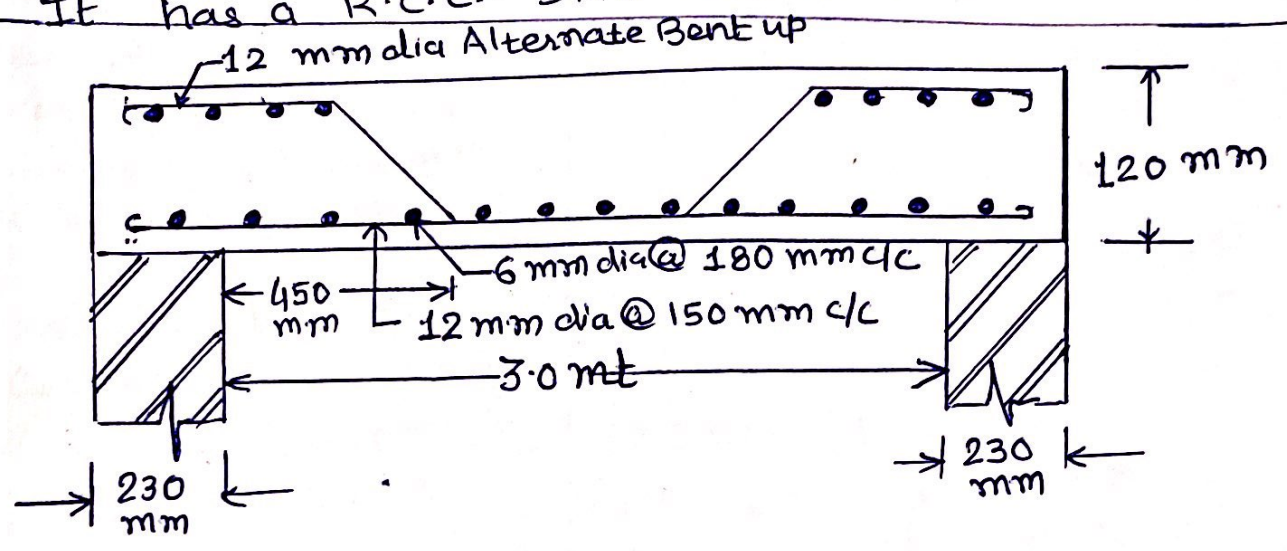 It has a R.C.C.
12 mm dia Alternate Bent up
120 mm
6 mm dia @ 180 mm c/c
450
mm
12 mm dia @ 150 mm c/c
3.0 mt
230
mm
230
mm